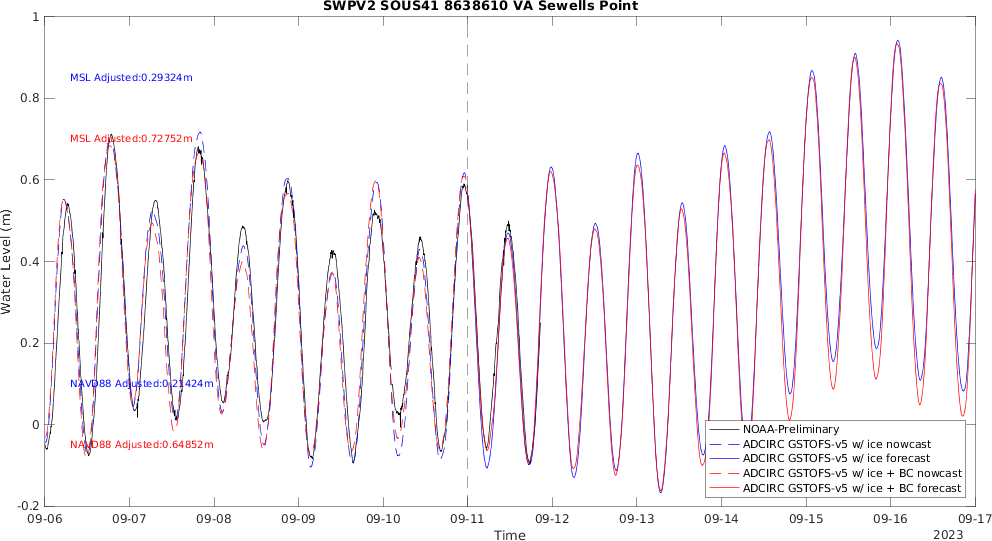 SWPV2 SOUS41 8638610 VA Sewells Point
MSL Adjusted:0.29324m
MSL Adjusted:0.72752m
NAVD88 Adjusted:0.21424m
NAVD88 Adjusted:0.64852m
Water Level (m)
1
0.8
0.6
0.4
0.2
0
-0.2
NOAA-Preliminary
ADCIRC GSTOFS-v5 w/ ice nowcast
ADCIRC GSTOFS-v5 w/ ice forecast
ADCIRC GSTOFS-v5 w/ ice + BC nowcast
ADCIRC GSTOFS-v5 w/ ice + BC forecast
09-06 09-07 09-08 09-09 09-10 09-11 09-12 09-13 09-14 09-15 09-16 09-17
Time
2023